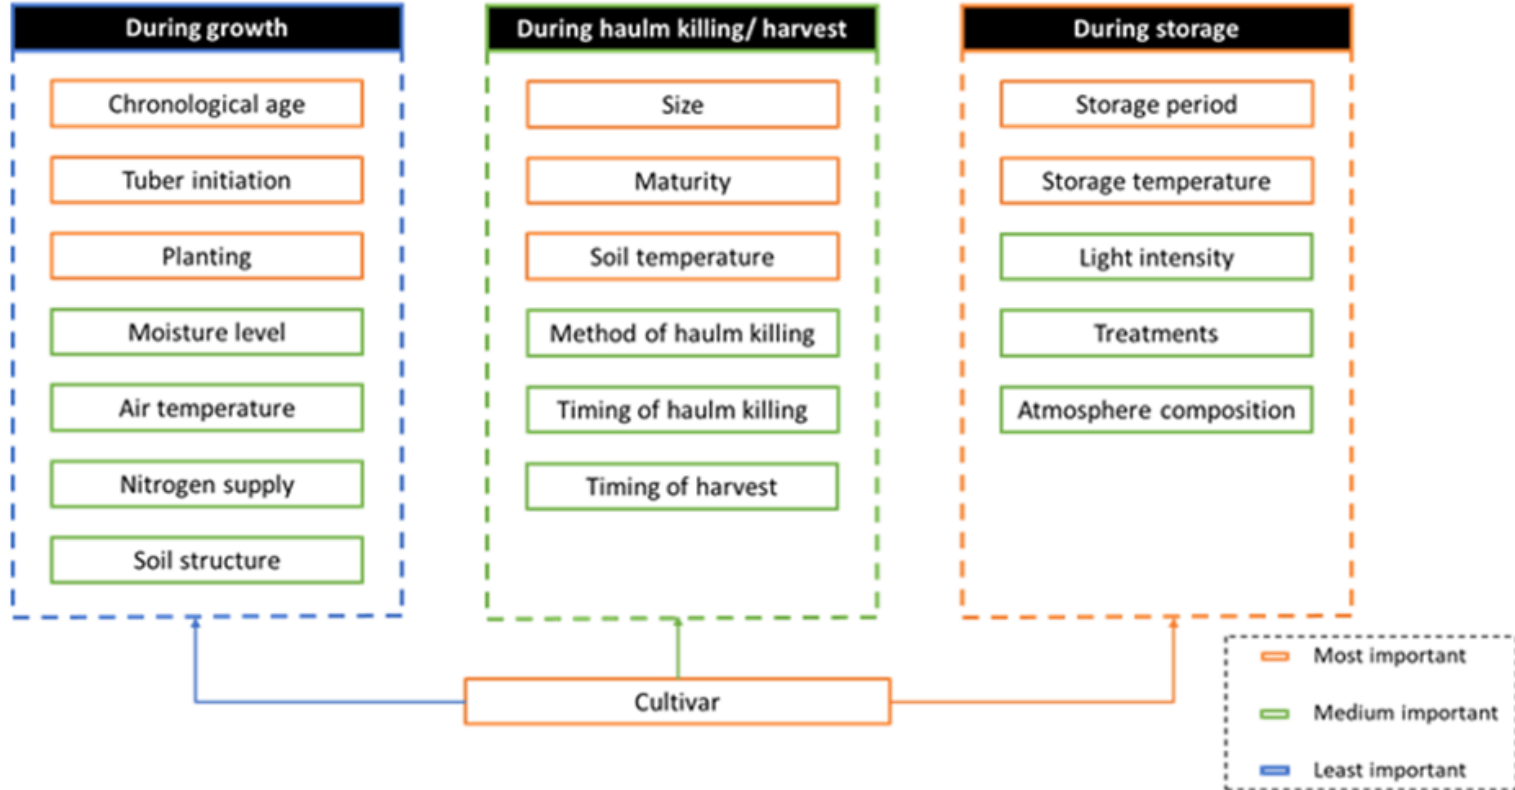 During growth
Chronological age
Tuber initiation
Planting
Moisture level
Air temperature
Nitrogen supply
Soil structure
During haulm killing/ harvest
Size
Maturity
Soil temperature
Method of haulm killing
Timing of haulm killing
Timing of harvest
During storage
Storage period
Storage temperature
Light intensity
Treatments
Atmosphere composition
Cultivar
Most important
Medium important
Least important